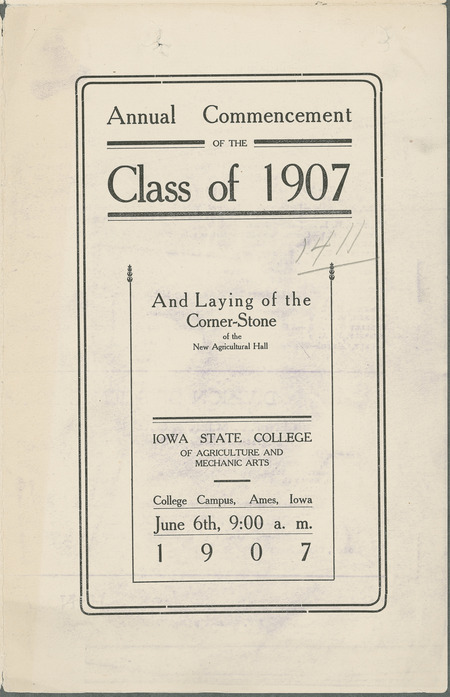 Annual Commencement
OF THE
Class of 1907
1411
And Laying of the
Corner-Stone
of the
New Agricultural Hall
IOWA STATE COLLEGE
OF AGRICULTURE AND
MECHANIC ARTS
College Campus, Ames, Iowa
June 6th, 9:00 a. m.
1 9 0 7